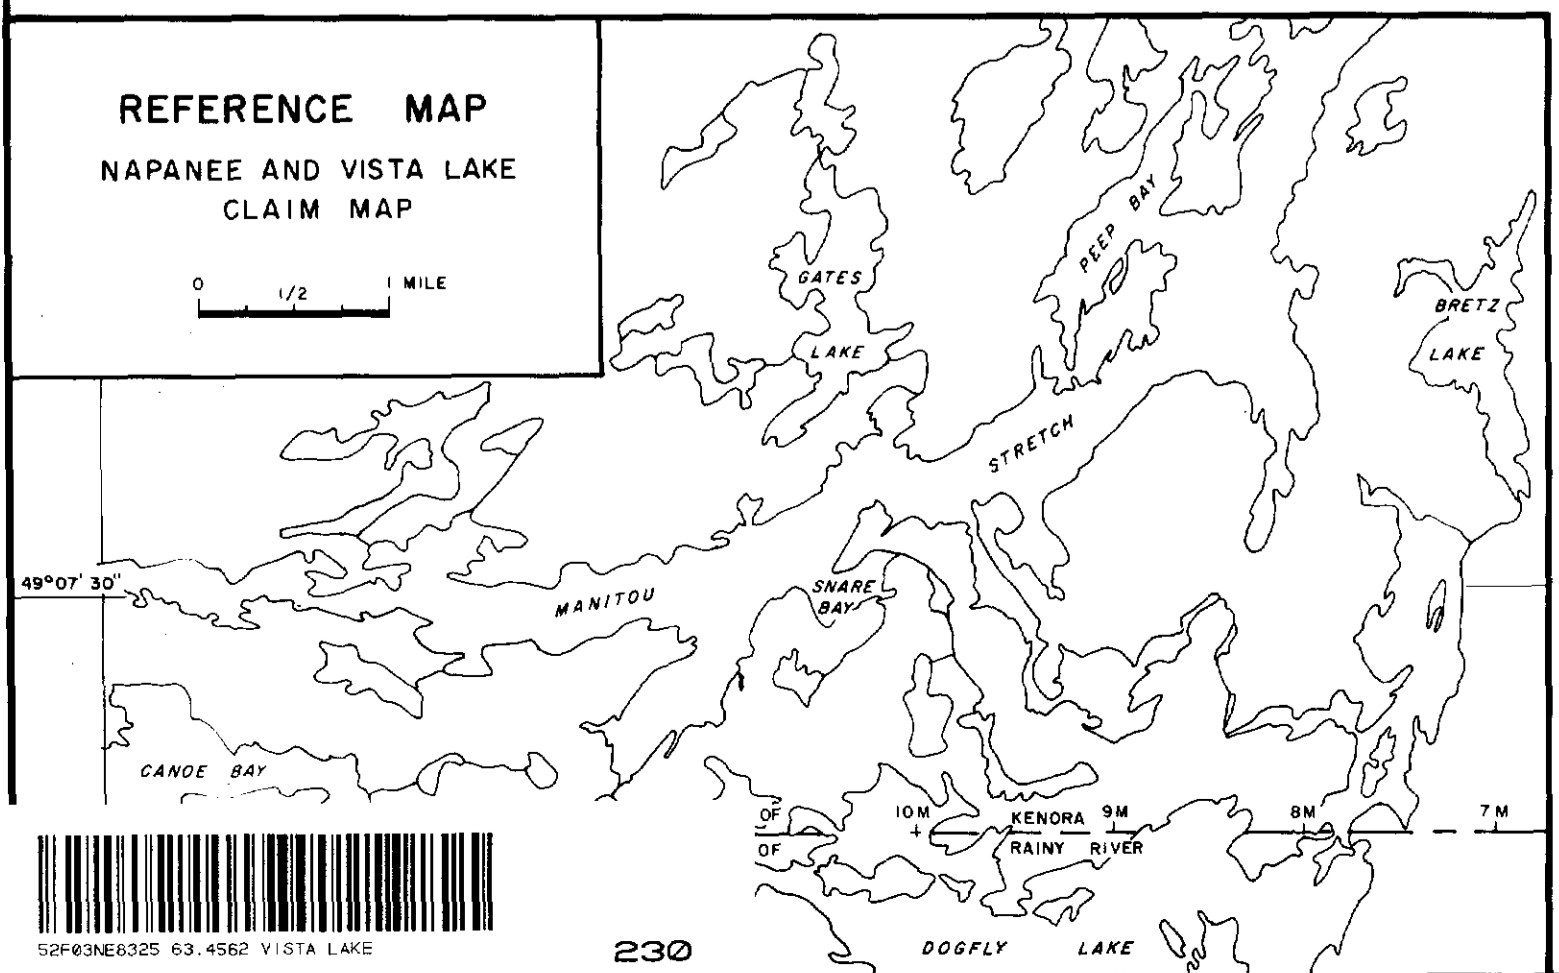 REFERENCE MAP
NAPANEE AND VISTA LAKE
CLAIM MAP
0 1/2 1 MILE
PEEP BAY
GATES
LAKE
BRETZ
LAKE
STRETCH
49°07'30"
MANITOU
SNARE
BAY
CANOE BAY
OF 10M KENORA 9M 8M 7M
OF RAINY RIVER
DOGFLY LAKE
52F03NE8325 63.4562 VISTA LAKE
230